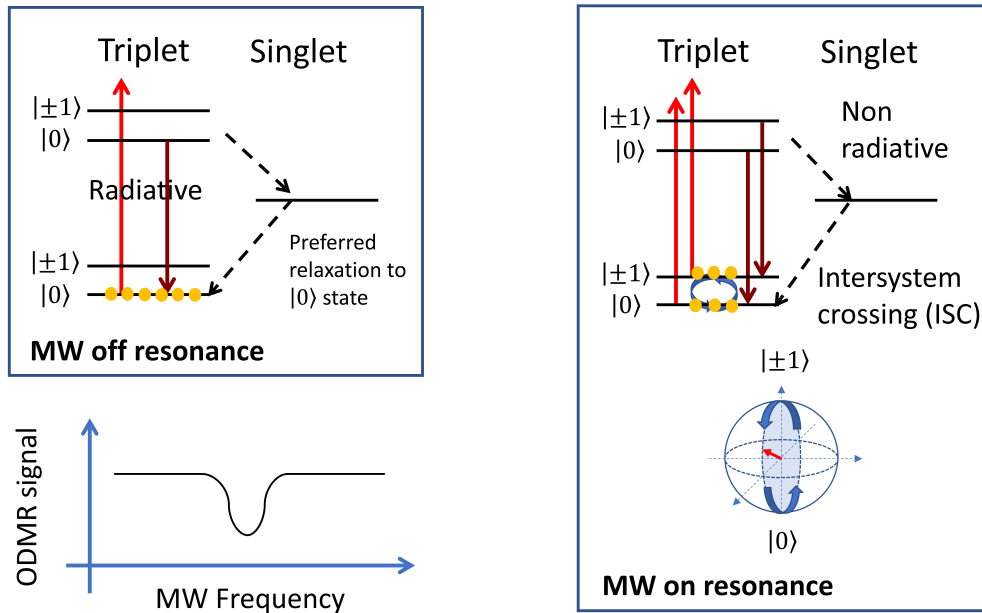 Triplet Singlet
|±1⟩
|0⟩
Radiative
|±1⟩
|0⟩
Preferred
relaxation to
|0⟩ state
MW off resonance
ODMR signal
MW Frequency
Triplet Singlet
|±1⟩
|0⟩
Non
radiative
|±1⟩
|0⟩
Intersystem
crossing (ISC)
|±1⟩
|0⟩
MW on resonance